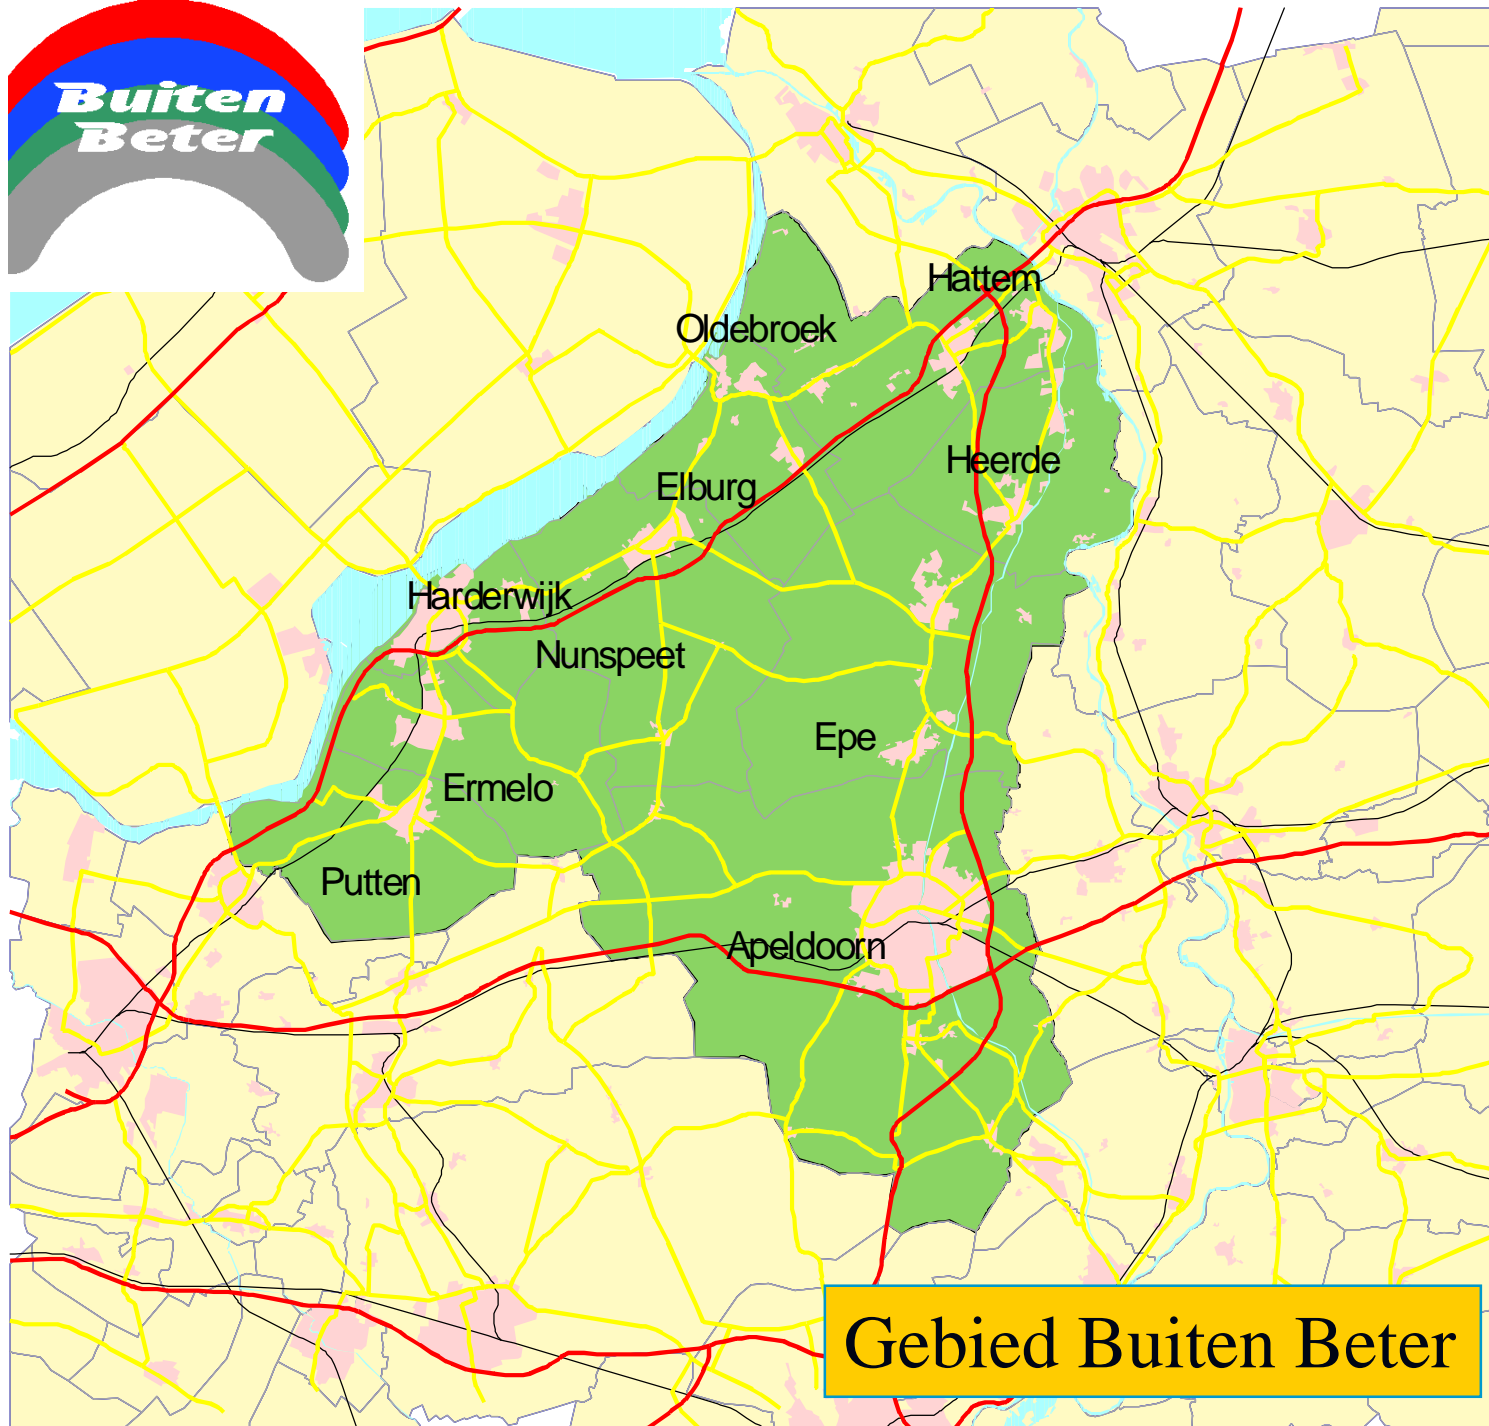 Buiten
Beter
Hattem
Oldebroek
Heerde
Elburg
Harderwijk
Nunspeet
Epe
Ermelo
Putten
Apeldoorn
Gebied Buiten Beter